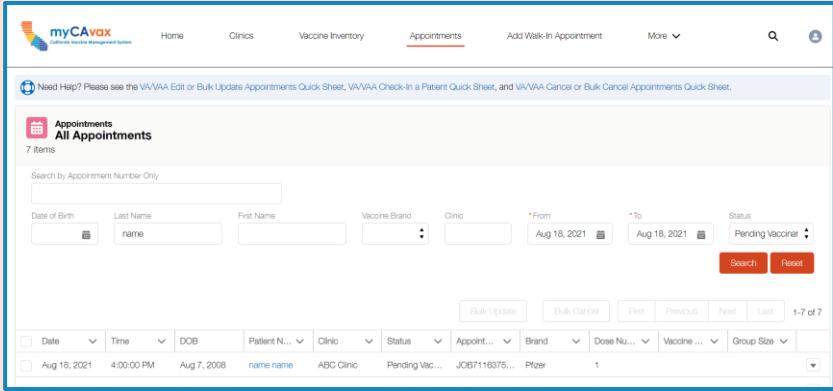 myCAvax
California Vaccine Management System
Home Clinics Vaccine Inventory Appointments Add Walk-In Appointment More
Need Help? Please see the VA/VAA Edit or Bulk Update Appointments Quick Sheet, VA/VAA Check-In a Patient Quick Sheet, and VA/VAA Cancel or Bulk Cancel Appointments Quick Sheet.
Appointments
All Appointments
7 items
Search by Appointment Number Only
Date of Birth Last Name First Name Vaccine Brand Clinic *From *To Status
name Aug 18, 2021 Aug 18, 2021 Pending Vaccinat
Search Reset
Bulk Update Bulk Cancel First Previous Next Last 1-7 of 7
Date Time DOB Patient N... Clinic Status Appoint... Brand Dose Nu... Vaccine ... Group Size
Aug 18, 2021 4:00:00 PM Aug 7, 2008 name name ABC Clinic Pending Vac... JOB7116375... Pfizer 1